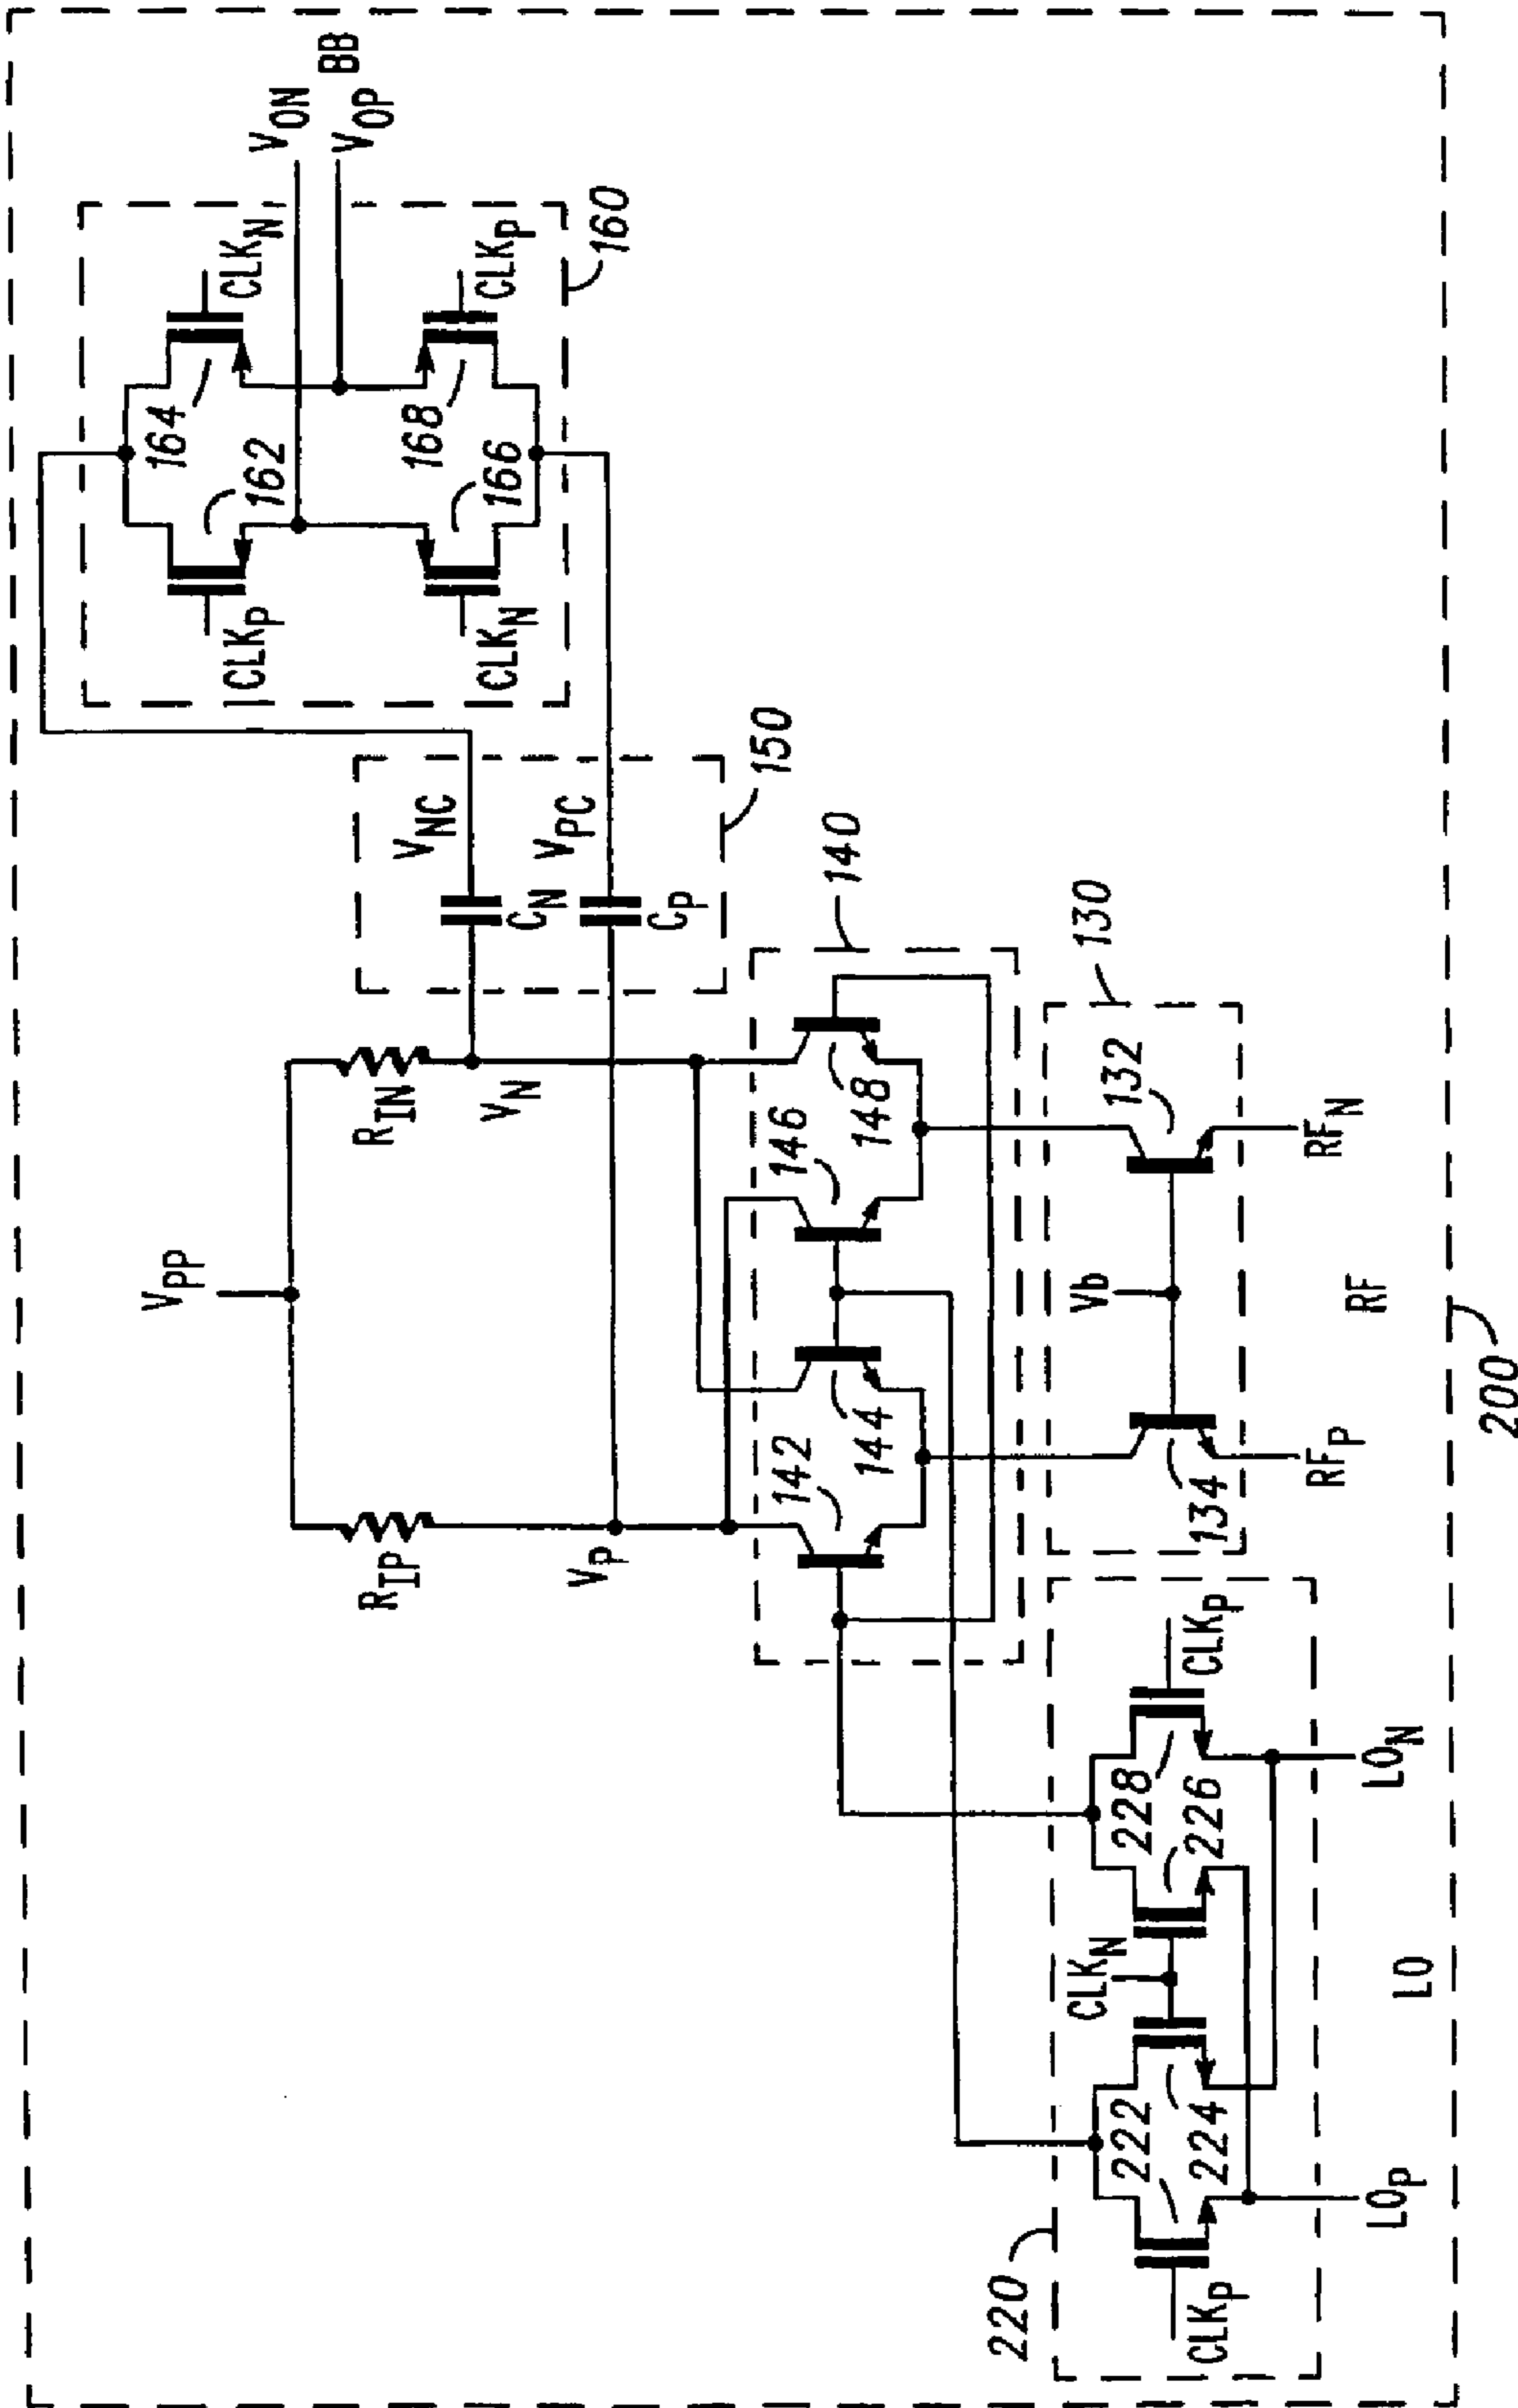 V_PP
R_IP
R_IN
V_P
V_N
V_NC
V_PC
C_N
C_P
150
CLK_P
CLK_N
162
164
CLK_N
CLK_P
166
168
160
V_ON
V_OP
BB
140
142
144
146
148
130
Vb
134
132
RF_P
RF_N
RF
220
CLK_P
222
224
CLK_N
226
228
CLK_P
LO_P
LO_N
LO
200